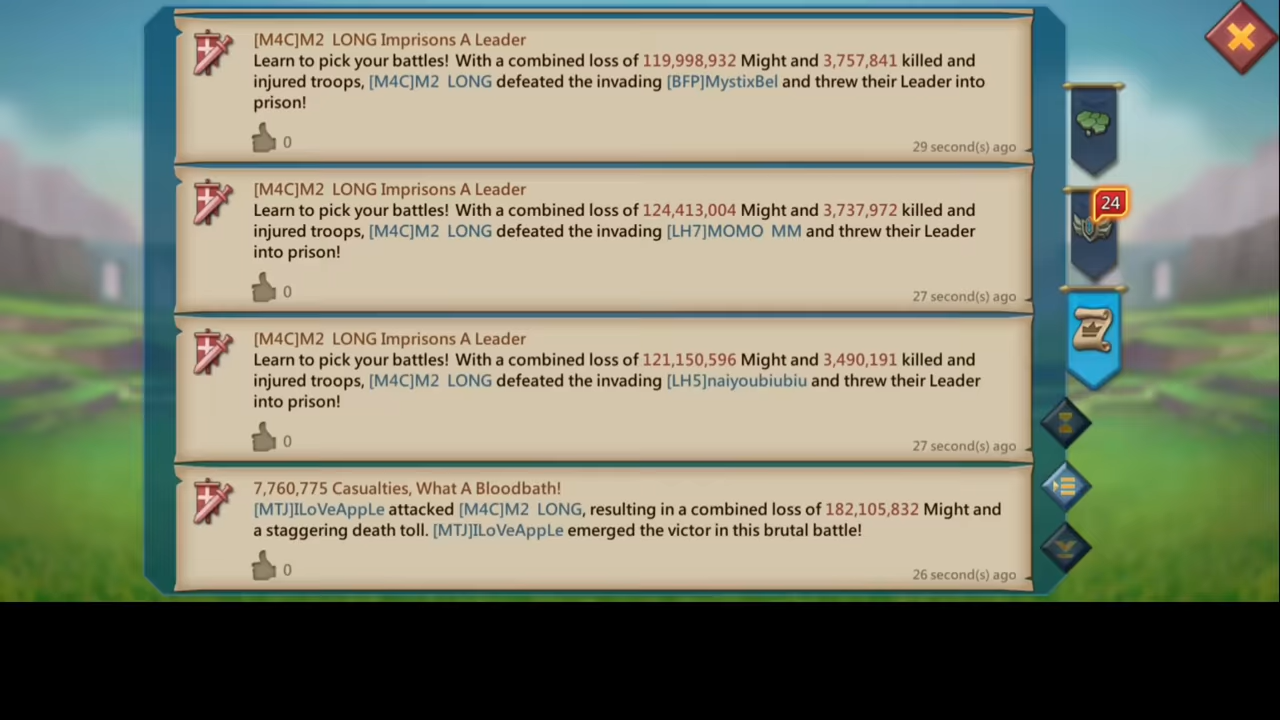 [M4C]M2 LONG Imprisons A Leader
Learn to pick your battles! With a combined loss of 119,998,932 Might and 3,757,841 killed and
injured troops, [M4C]M2 LONG defeated the invading [BFP]MystixBel and threw their Leader into
prison!
0
29 second(s) ago
[M4C]M2 LONG Imprisons A Leader
Learn to pick your battles! With a combined loss of 124,413,004 Might and 3,737,972 killed and
injured troops, [M4C]M2 LONG defeated the invading [LH7]MOMO MM and threw their Leader
into prison!
0
27 second(s) ago
[M4C]M2 LONG Imprisons A Leader
Learn to pick your battles! With a combined loss of 121,150,596 Might and 3,490,191 killed and
injured troops, [M4C]M2 LONG defeated the invading [LH5]naiyoubiubiu and threw their Leader
into prison!
0
27 second(s) ago
7,760,775 Casualties, What A Bloodbath!
[MTJ]ILoVeAppLe attacked [M4C]M2 LONG, resulting in a combined loss of 182,105,832 Might and
a staggering death toll. [MTJ]ILoVeAppLe emerged the victor in this brutal battle!
0
26 second(s) ago
24